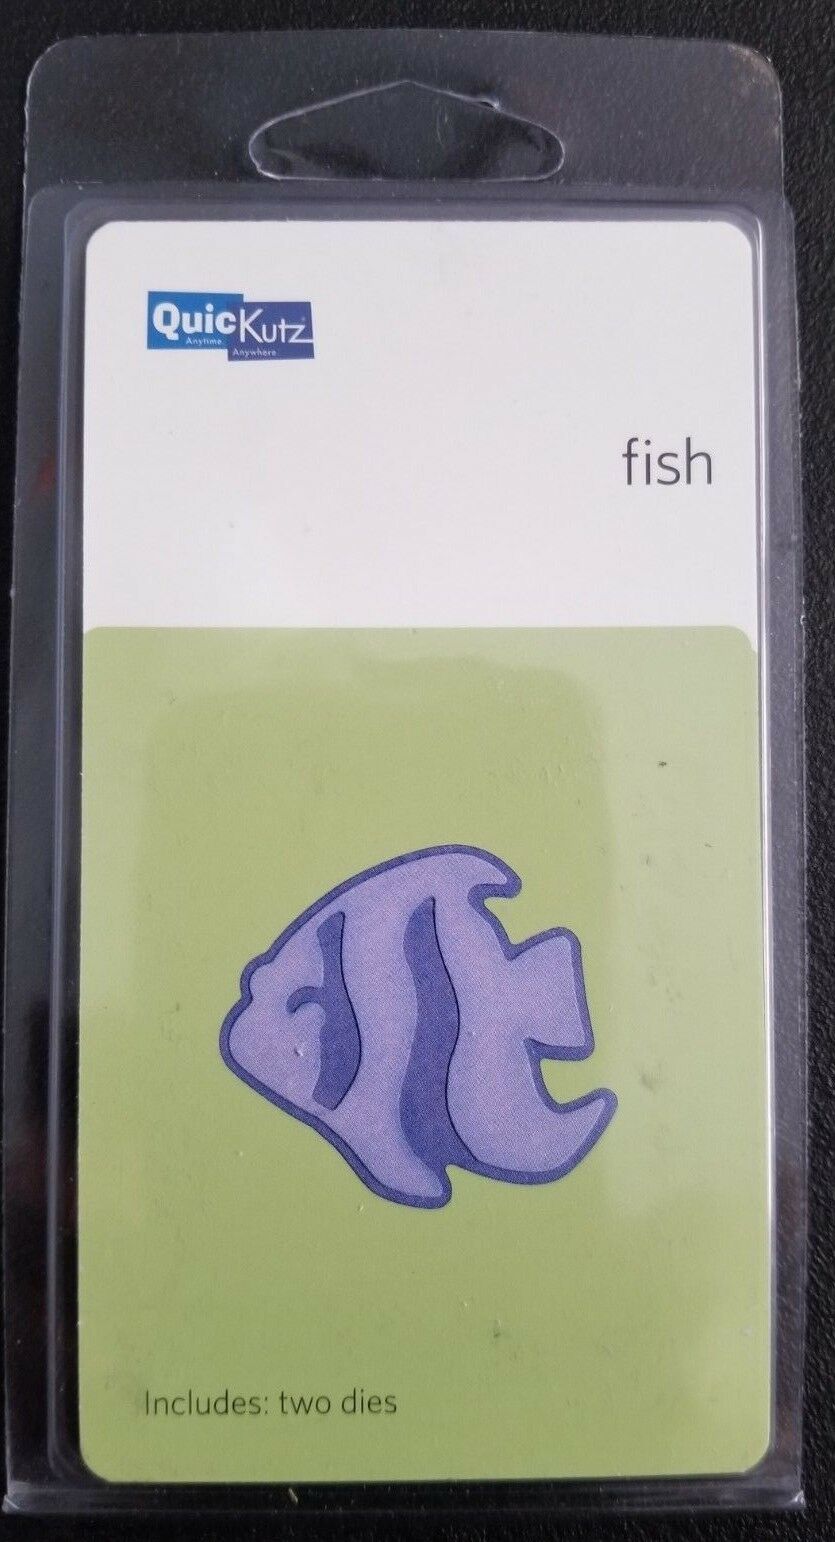 QuicKutz®
Anytime.
Anywhere.
fish
Includes: two dies